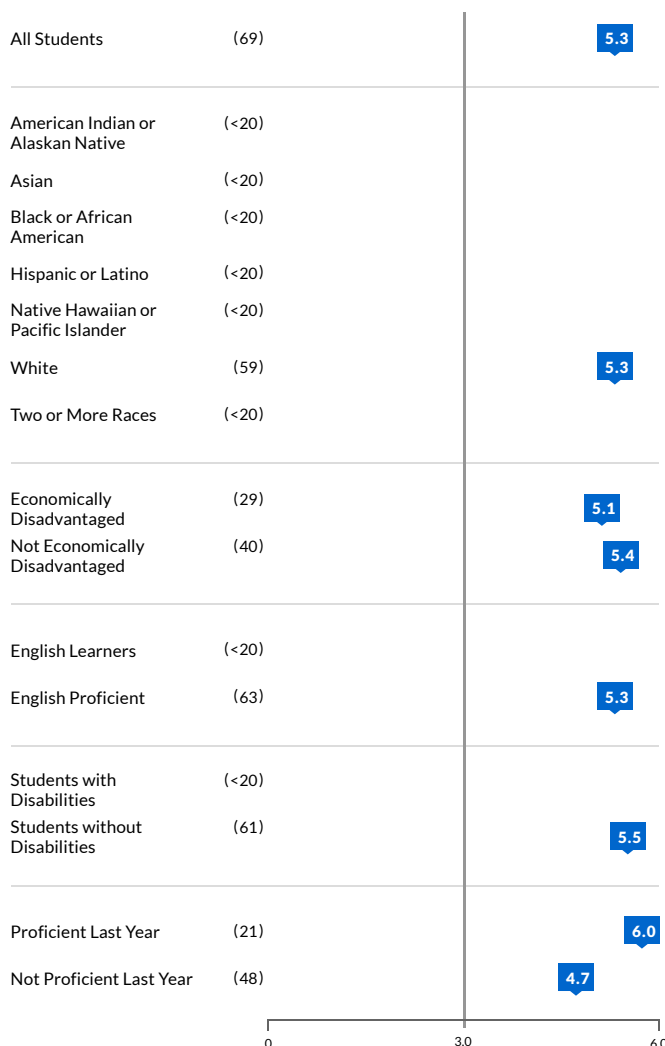 All Students (69) 5.3
American Indian or (<20)
Alaskan Native
Asian (<20)
Black or African (<20)
American
Hispanic or Latino (<20)
Native Hawaiian or (<20)
Pacific Islander
White (59) 5.3
Two or More Races (<20)
Economically (29) 5.1
Disadvantaged
Not Economically (40) 5.4
Disadvantaged
English Learners (<20)
English Proficient (63) 5.3
Students with (<20)
Disabilities
Students without (61) 5.5
Disabilities
Proficient Last Year (21) 6.0
Not Proficient Last Year (48) 4.7
0 3.0 6.0